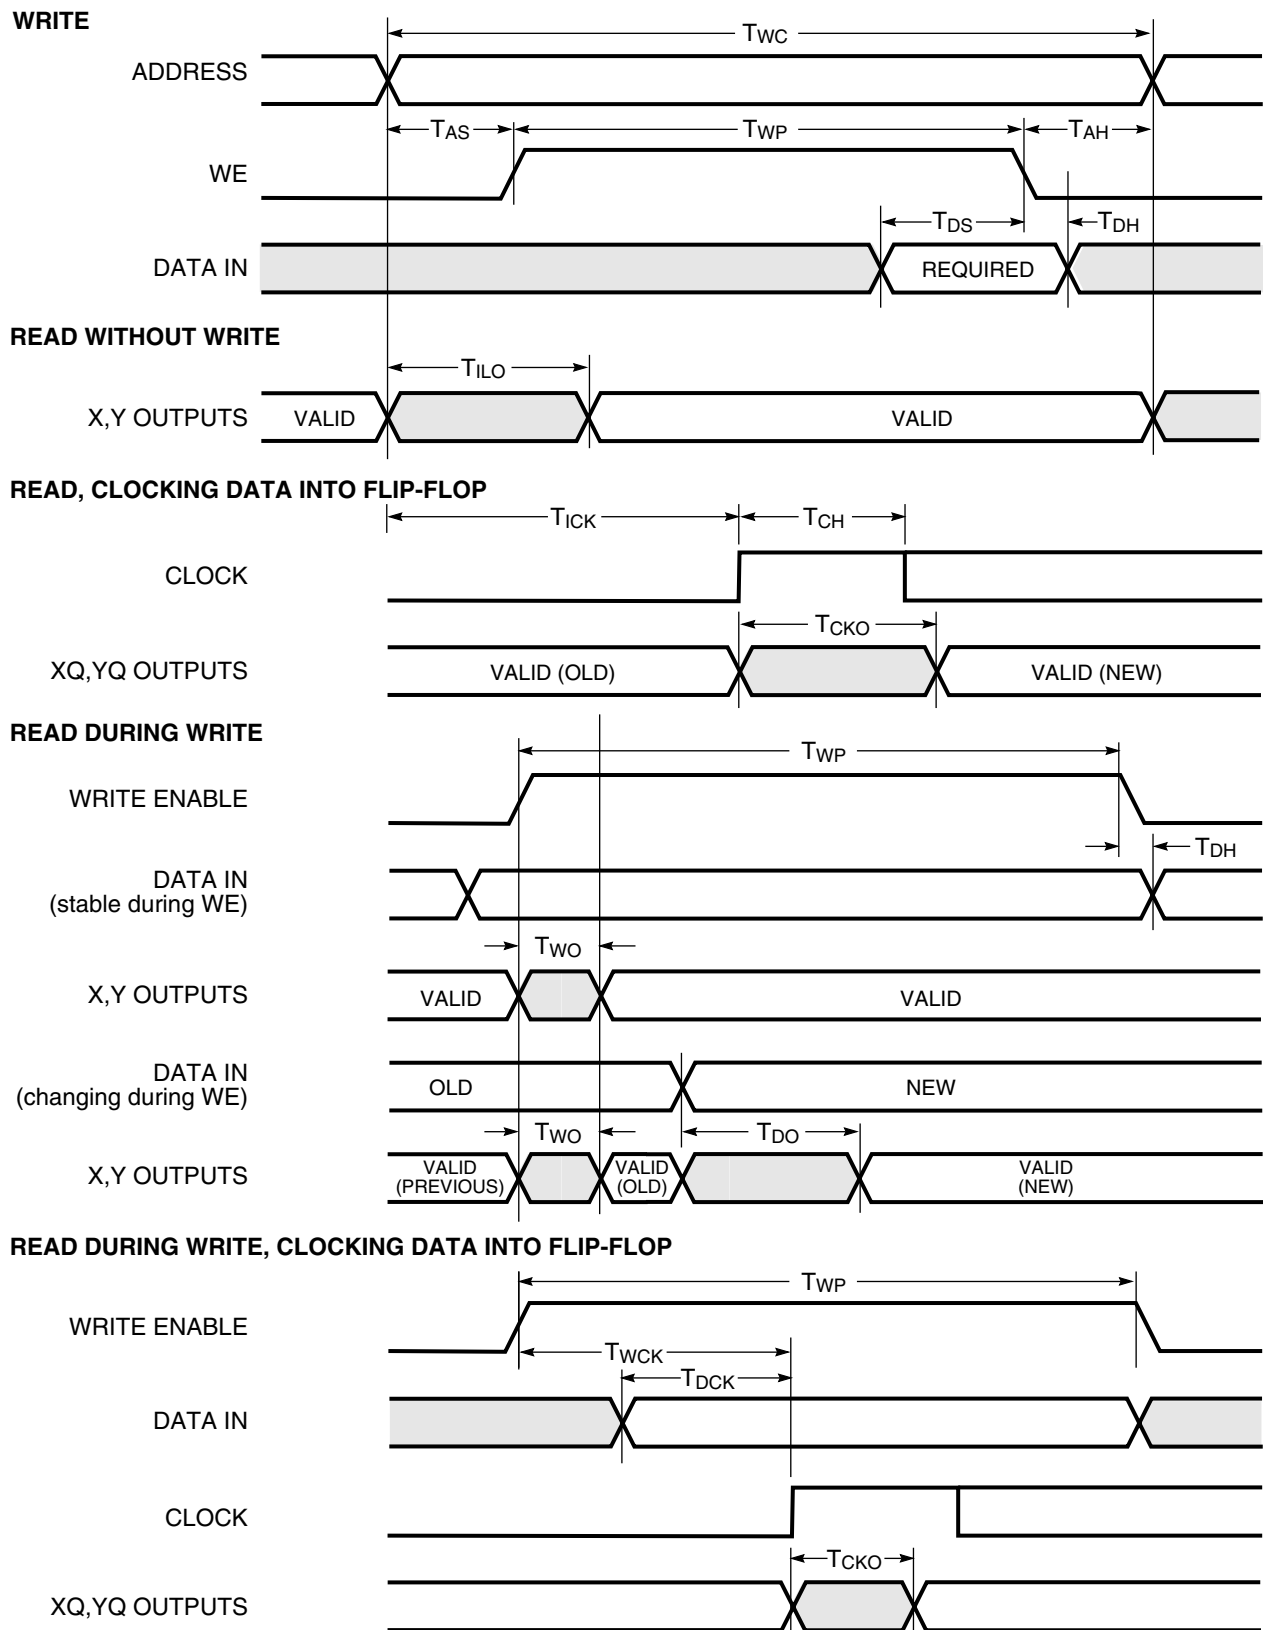 WRITE
TWC
ADDRESS
TAS TWP TAH
WE
TDS TDH
DATA IN REQUIRED
READ WITHOUT WRITE
TILO
X,Y OUTPUTS VALID VALID
READ, CLOCKING DATA INTO FLIP-FLOP
TICK TCH
CLOCK
TCKO
XQ,YQ OUTPUTS VALID (OLD) VALID (NEW)
READ DURING WRITE
TWP
WRITE ENABLE
TDH
DATA IN
(stable during WE)
TWO
X,Y OUTPUTS VALID VALID
DATA IN
(changing during WE)
OLD NEW
TWO TDO
X,Y OUTPUTS
VALID
(PREVIOUS)
VALID
(OLD)
VALID
(NEW)
READ DURING WRITE, CLOCKING DATA INTO FLIP-FLOP
TWP
WRITE ENABLE
TWCK
TDCK
DATA IN
CLOCK
TCKO
XQ,YQ OUTPUTS